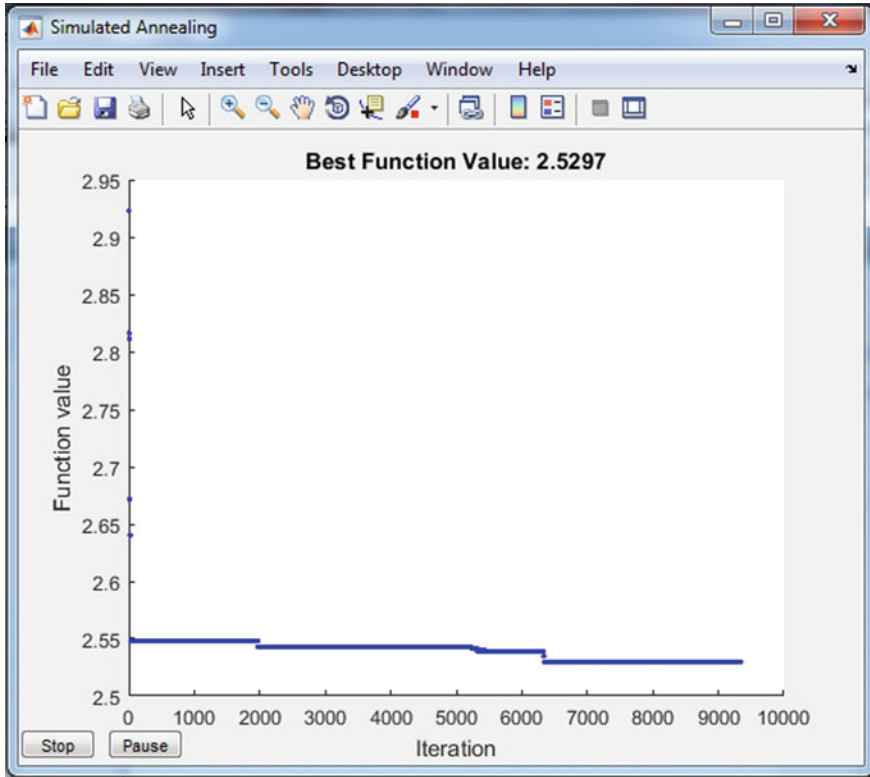 Simulated Annealing
File Edit View Insert Tools Desktop Window Help
Best Function Value: 2.5297
2.95
2.9
2.85
2.8
2.75
2.7
2.65
2.6
2.55
2.5
Function value
0 1000 2000 3000 4000 5000 6000 7000 8000 9000 10000
Iteration
Stop Pause